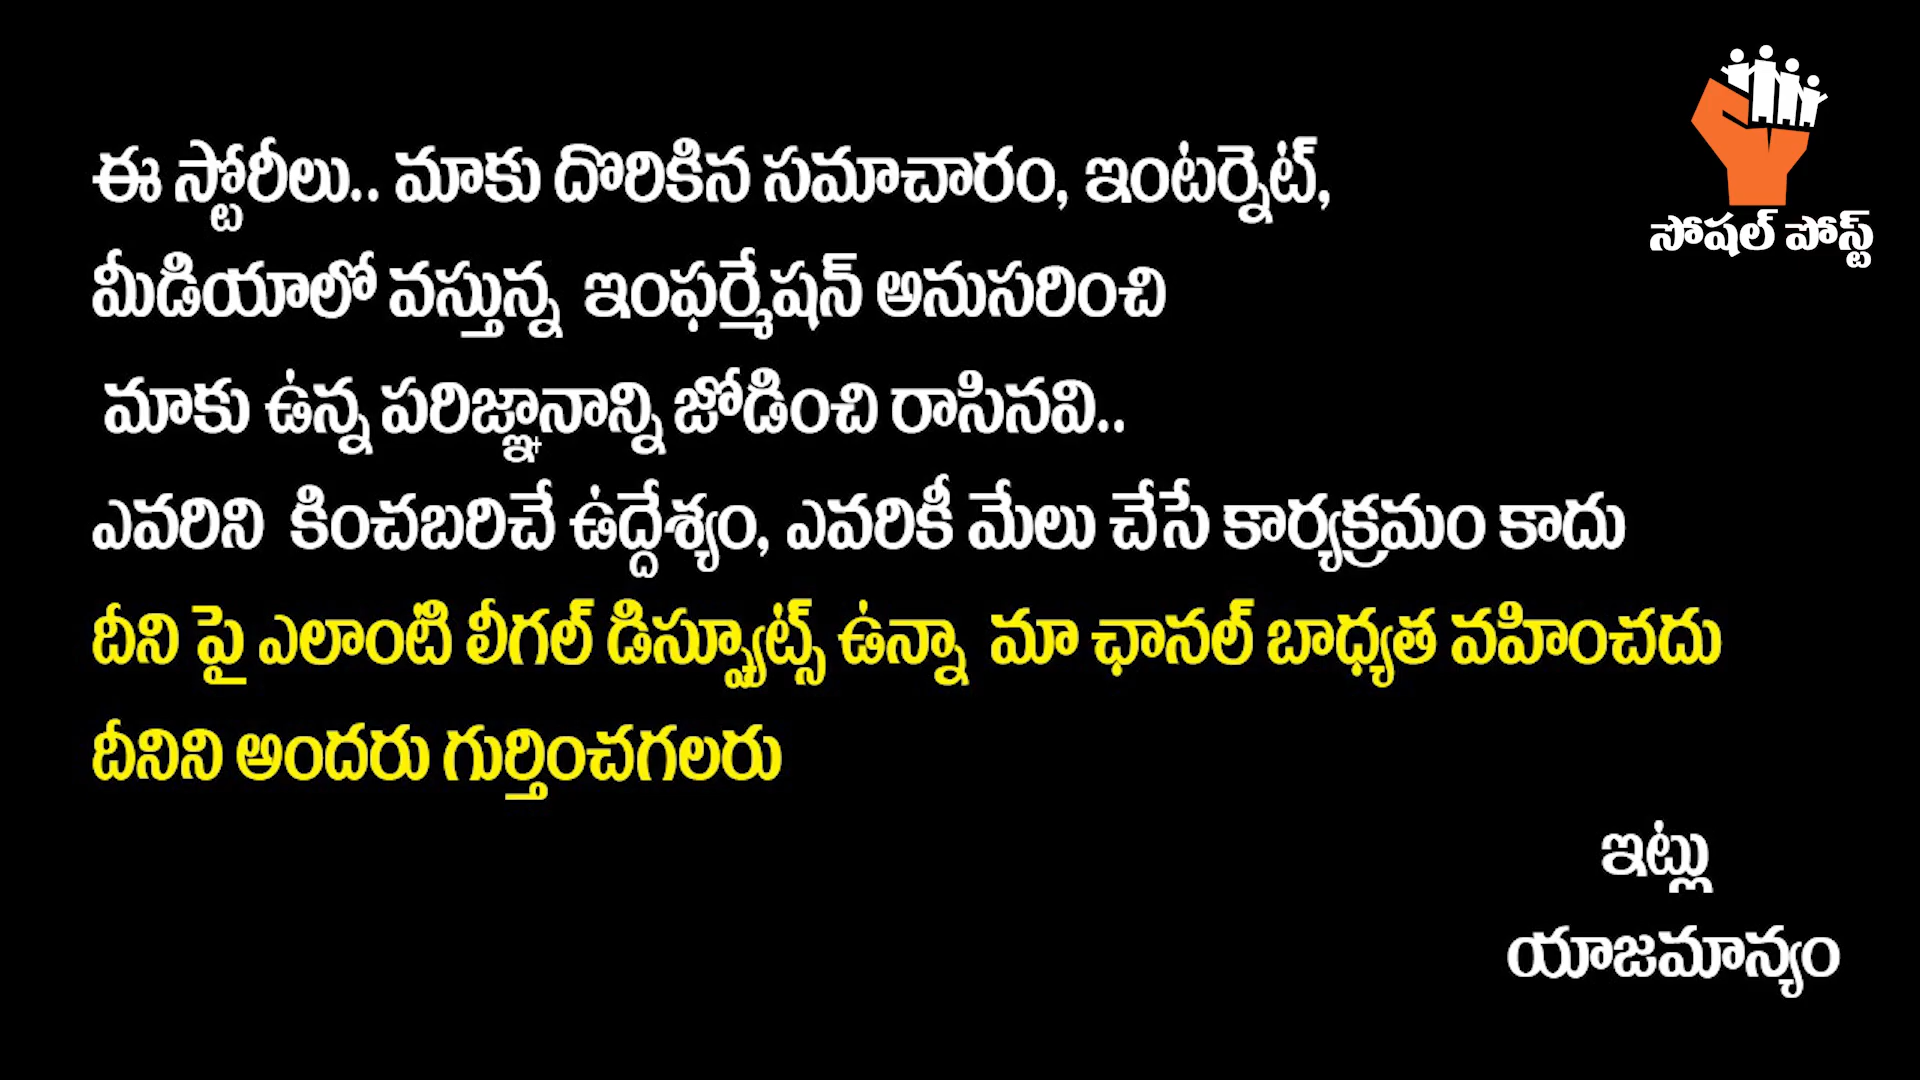 ఈ స్టోరీలు.. మాకు దొరికిన సమాచారం, ఇంటర్నెట్,
మీడియాలో వస్తున్న ఇంఫర్మేషన్ అనుసరించి
మాకు ఉన్న పరిజ్ఞానాన్ని జోడించి రాసినవి..
ఎవరిని కించబరిచే ఉద్దేశ్యం, ఎవరికీ మేలు చేసే కార్యక్రమం కాదు
దీని పై ఎలాంటి లీగల్ డిస్ప్యూట్స్ ఉన్నా మా ఛానల్ బాధ్యత వహించదు
దీనిని అందరు గుర్తించగలరు
ఇట్లు
యాజమాన్యం
సోషల్ పోస్ట్